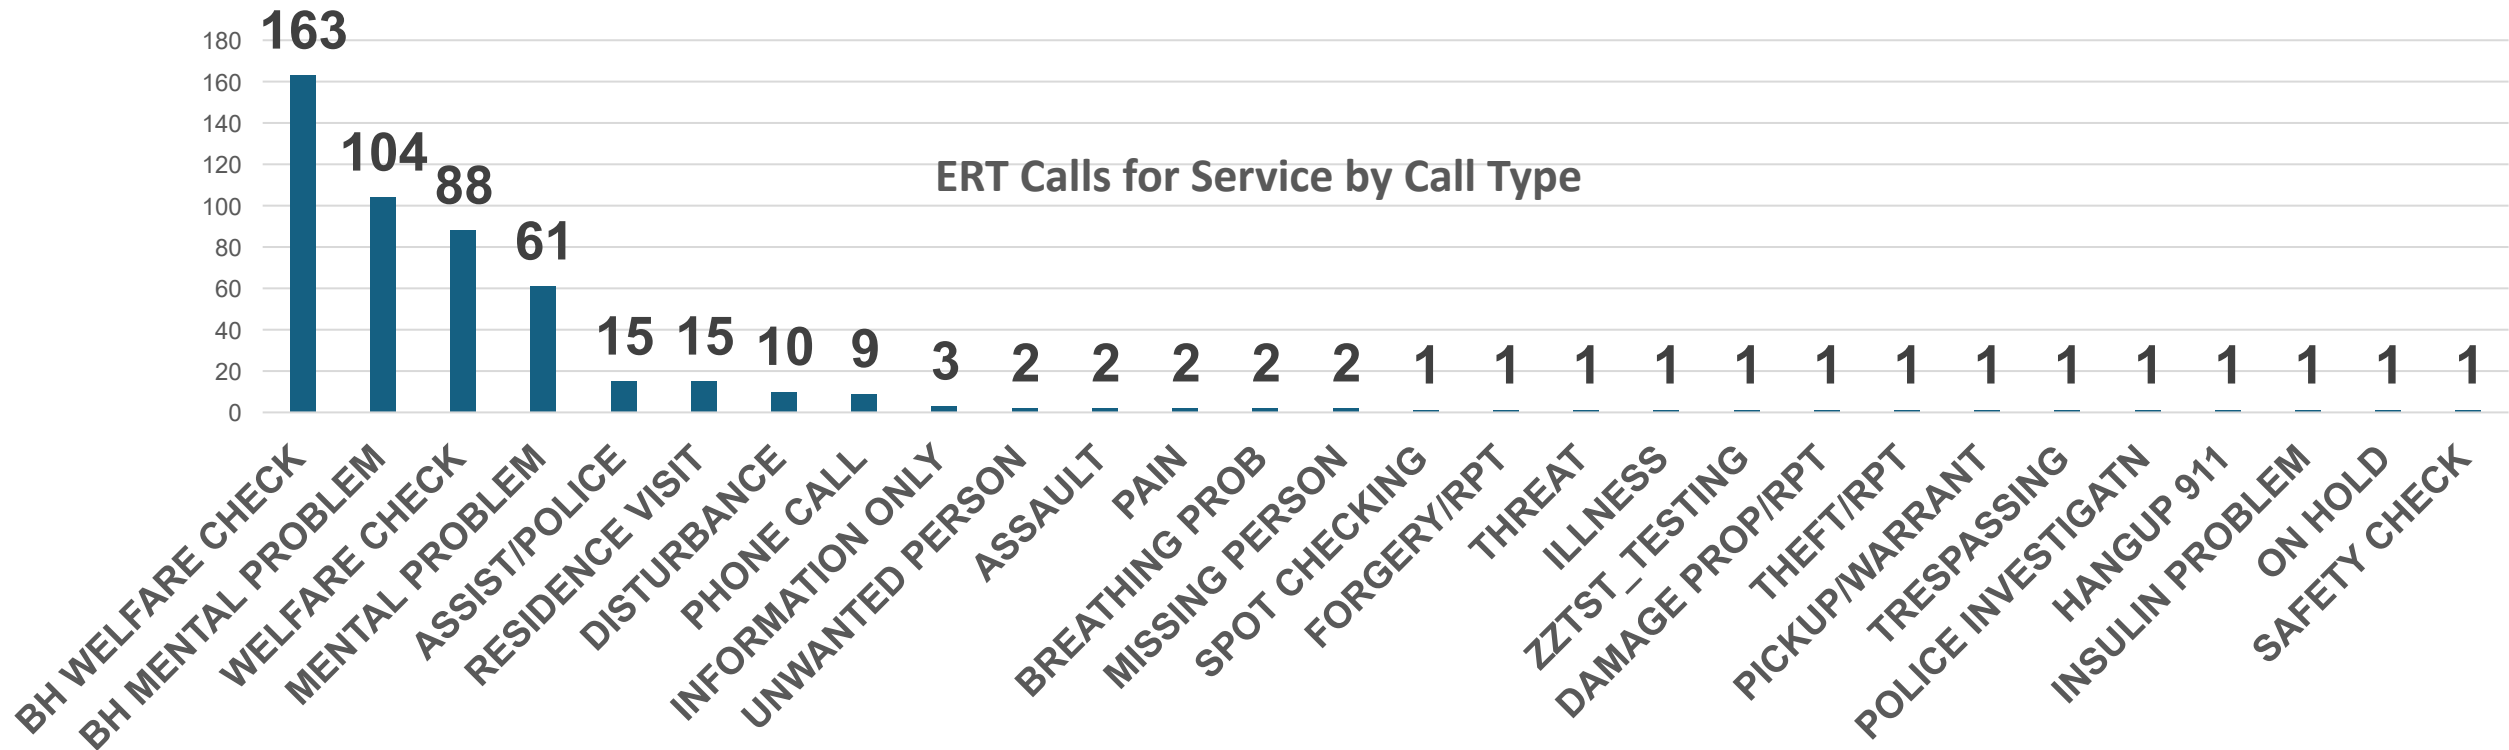 ERT Calls for Service by Call Type
180
160
140
120
100
80
60
40
20
0
163
104
88
61
15
15
10
9
3
2
2
2
2
2
1
1
1
1
1
1
1
1
1
1
1
1
1
1
BH WELFARE CHECK
BH MENTAL PROBLEM
WELFARE CHECK
MENTAL PROBLEM
ASSIST/POLICE
RESIDENCE VISIT
DISTURBANCE
PHONE CALL
INFORMATION ONLY
UNWANTED PERSON
ASSAULT
PAIN
BREATHING PROB
MISSING PERSON
SPOT CHECKING
FORGERY/RPT
THREAT
ILLNESS
ZZTST_TESTING
DAMAGE PROP/RPT
THEFT/RPT
PICKUP/WARRANT
TRESPASSING
POLICE INVESTIGATN
HANGUP 911
INSULIN PROBLEM
ON HOLD
SAFETY CHECK